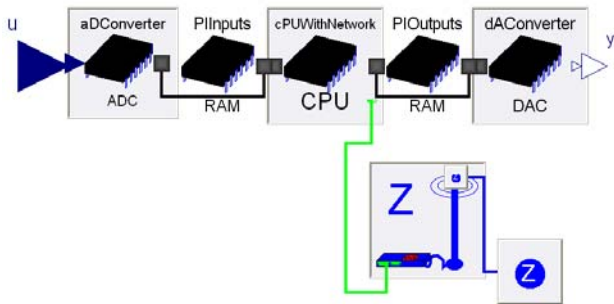 u
aDConverter
ADC
PIInputs
RAM
cPUWithNetwork
CPU
PIOutputs
RAM
dAConverter
DAC
y
Z
Z